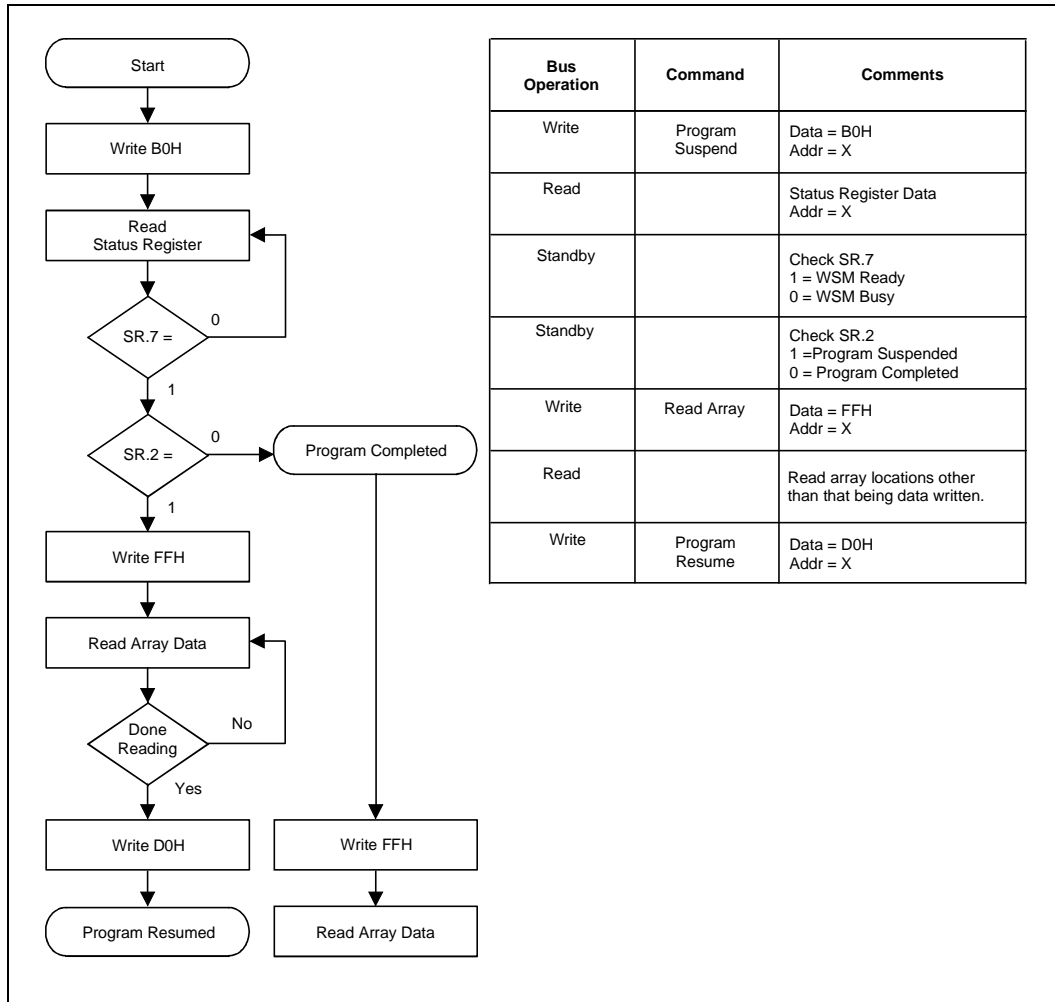 Start
Write B0H
Read
Status Register
SR.7 =
0
1
SR.2 =
0
Program Completed
1
Write FFH
Read Array Data
Done
Reading
No
Yes
Write D0H
Write FFH
Program Resumed
Read Array Data
Bus
Operation
Command
Comments
Write
Program
Suspend
Data = B0H
Addr = X
Read
Status Register Data
Addr = X
Standby
Check SR.7
1 = WSM Ready
0 = WSM Busy
Standby
Check SR.2
1 =Program Suspended
0 = Program Completed
Write
Read Array
Data = FFH
Addr = X
Read
Read array locations other
than that being data written.
Write
Program
Resume
Data = D0H
Addr = X